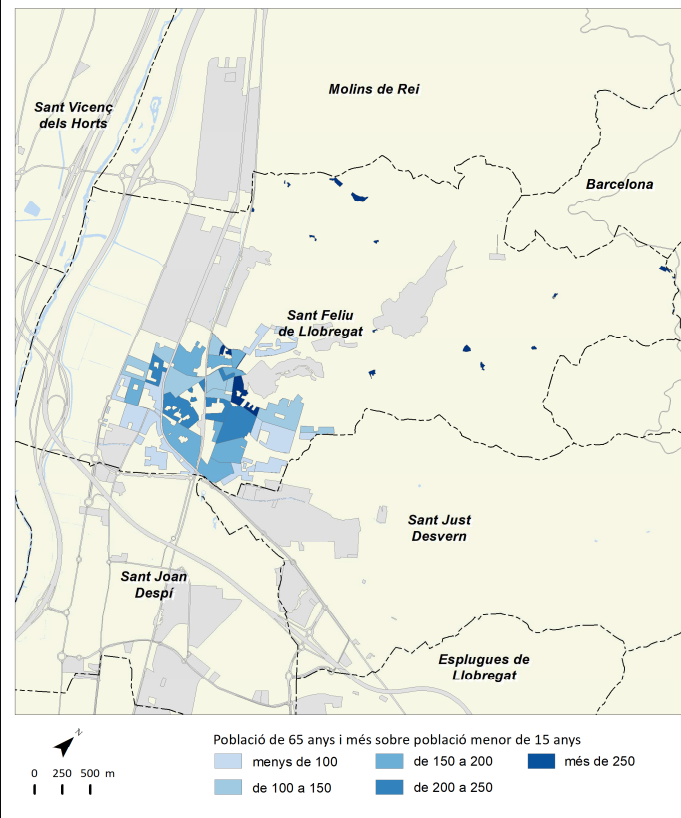 Molins de Rei
Sant Vicenç
dels Horts
Barcelona
Sant Feliu
de Llobregat
Sant Just
Desvern
Sant Joan
Despí
Esplugues de
Llobregat
N
Població de 65 anys i més sobre població menor de 15 anys
0 250 500 m
menys de 100
de 150 a 200
més de 250
de 100 a 150
de 200 a 250